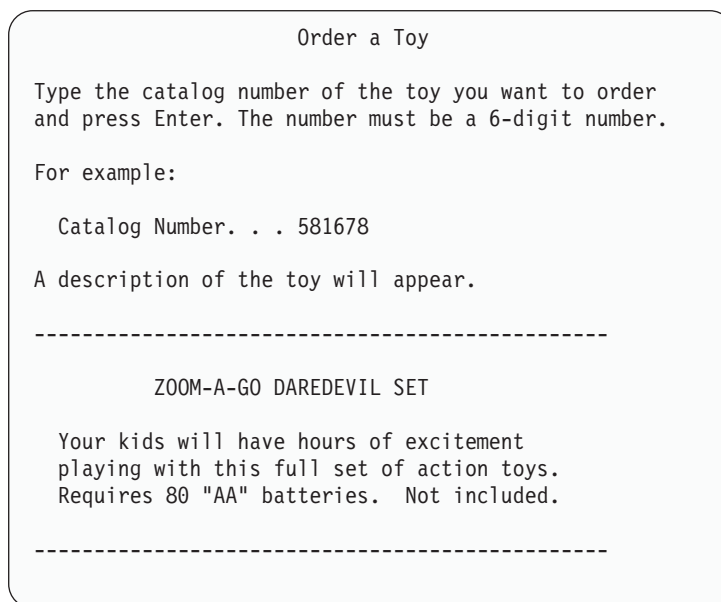 Order a Toy
Type the catalog number of the toy you want to order
and press Enter. The number must be a 6-digit number.
For example:
Catalog Number. . . 581678
A description of the toy will appear.
------------------------------------------------
ZOOM-A-GO DAREDEVIL SET
Your kids will have hours of excitement
playing with this full set of action toys.
Requires 80 "AA" batteries.  Not included.
------------------------------------------------